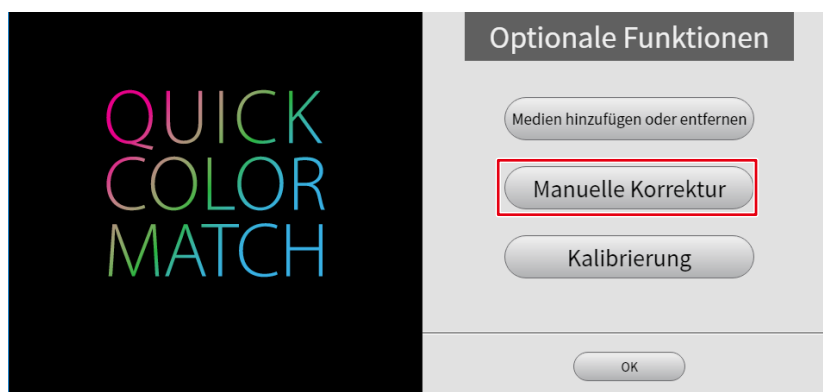 QUICK
COLOR
MATCH
Optionale Funktionen
Medien hinzufügen oder entfernen
Manuelle Korrektur
Kalibrierung
OK